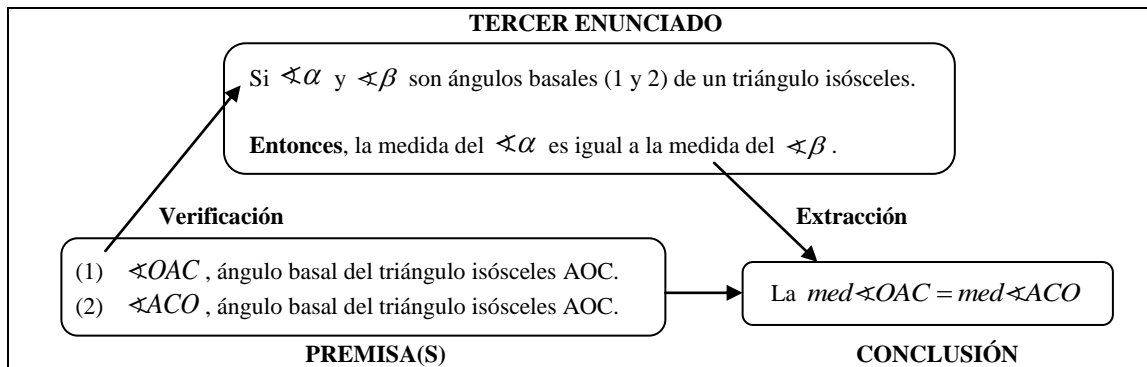 TERCER ENUNCIADO
Si ∢α y ∢β son ángulos basales (1 y 2) de un triángulo isósceles.
Entonces, la medida del ∢α es igual a la medida del ∢β.
Verificación
Extracción
(1) ∢OAC, ángulo basal del triángulo isósceles AOC.
(2) ∢ACO, ángulo basal del triángulo isósceles AOC.
La med∢OAC = med∢ACO
PREMISA(S)
CONCLUSIÓN